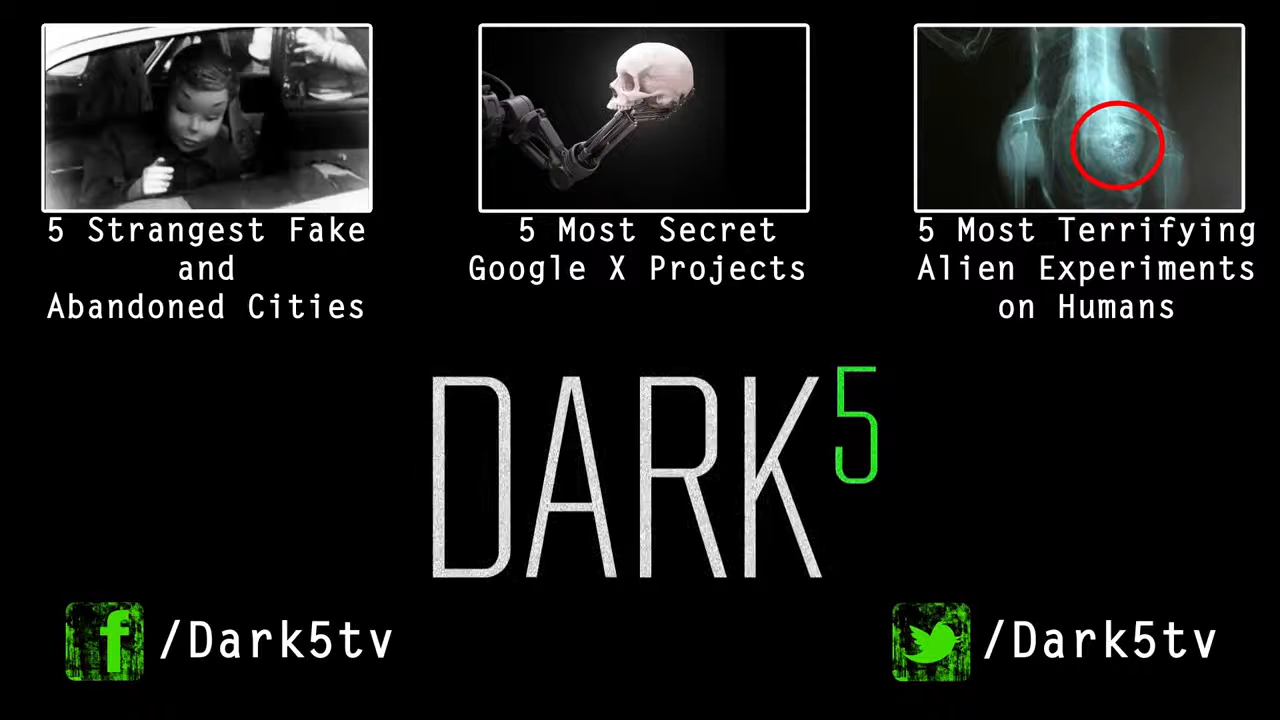 5 Strangest Fake
and
Abandoned Cities
5 Most Secret
Google X Projects
5 Most Terrifying
Alien Experiments
on Humans
DARK5
/Dark5tv
/Dark5tv